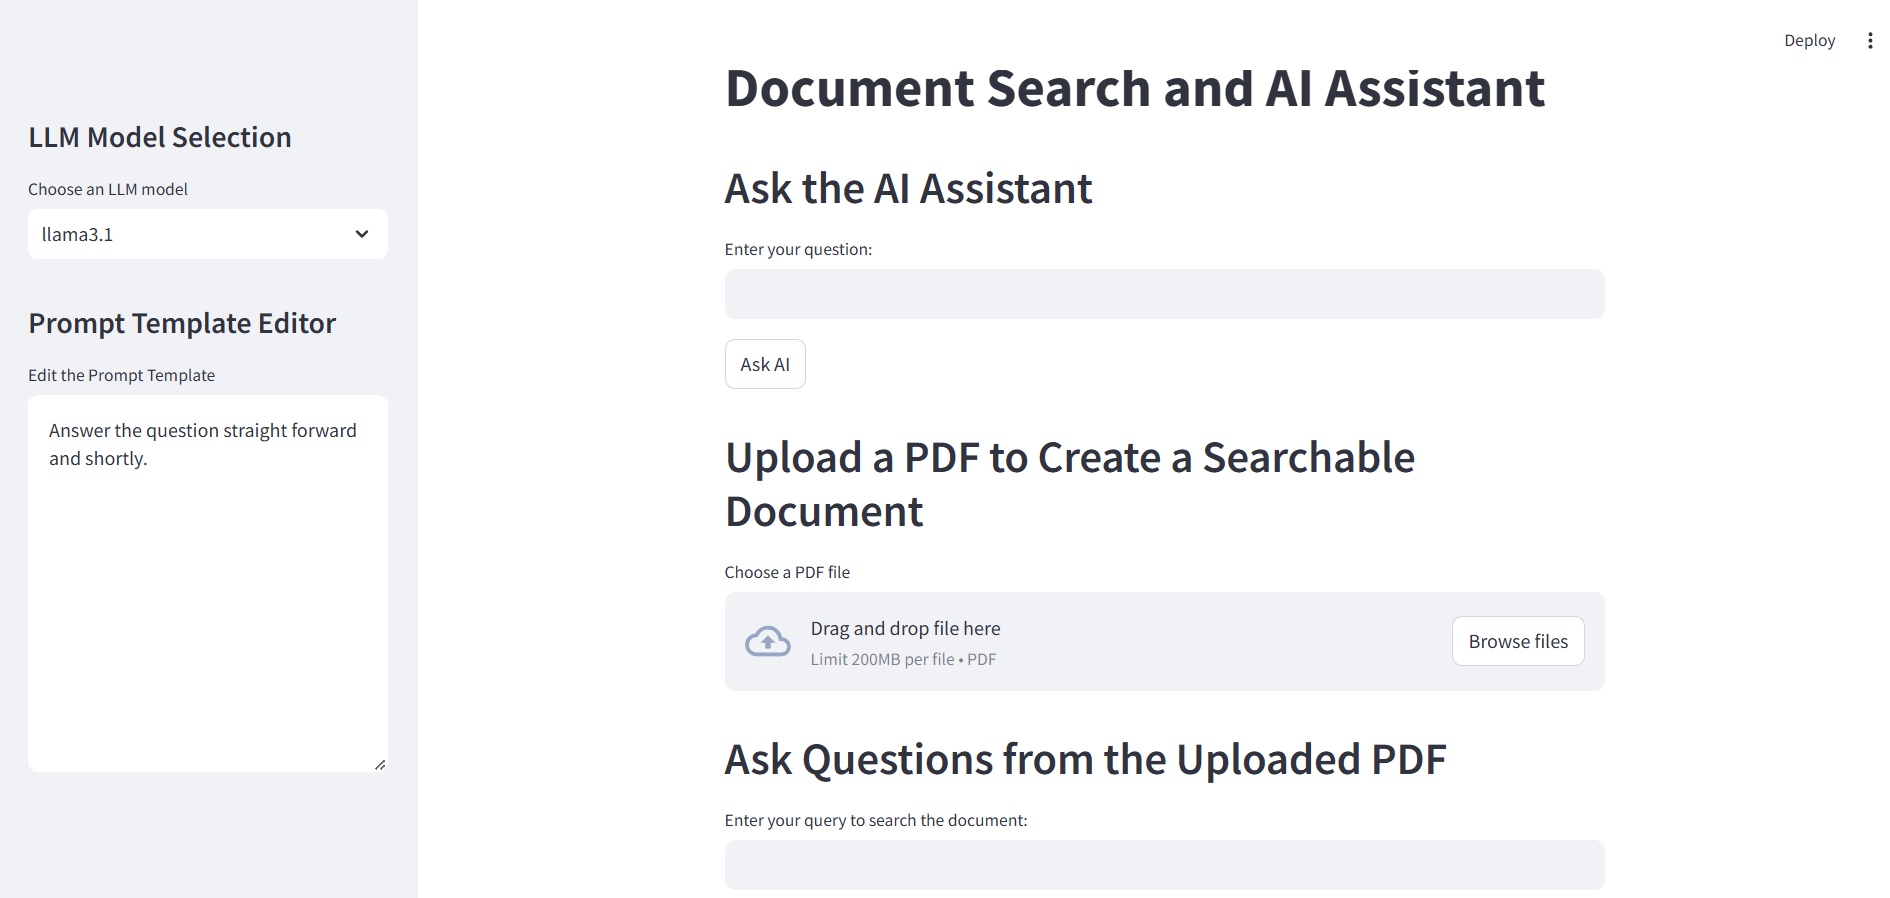 LLM Model Selection
Choose an LLM model
llama3.1
Prompt Template Editor
Edit the Prompt Template
Answer the question straight forward
and shortly.
Deploy
Document Search and AI Assistant
Ask the AI Assistant
Enter your question:
Ask AI
Upload a PDF to Create a Searchable
Document
Choose a PDF file
Drag and drop file here
Limit 200MB per file • PDF
Browse files
Ask Questions from the Uploaded PDF
Enter your query to search the document: